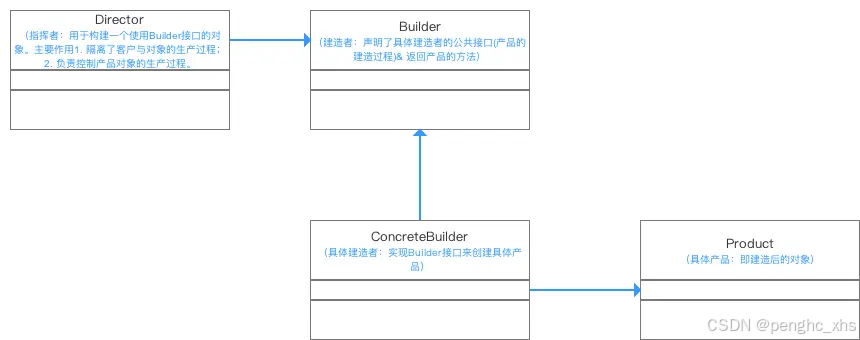 Director
（指挥者：用于构建一个使用Builder接口的对
象。主要作用1. 隔离了客户与对象的生产过程；
2. 负责控制产品对象的生产过程。
Builder
（建造者：声明了具体建造者的公共接口(产品的
建造过程)& 返回产品的方法）
ConcreteBuilder
（具体建造者：实现Builder接口来创建具体产
品）
Product
（具体产品：即建造后的对象）
CSDN @penghc_xhs